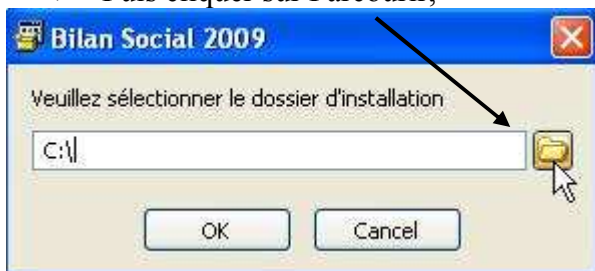 Puis cliquer sur Parcourir,
Bilan Social 2009
Veuillez sélectionner le dossier d'installation
C:\
OK
Cancel